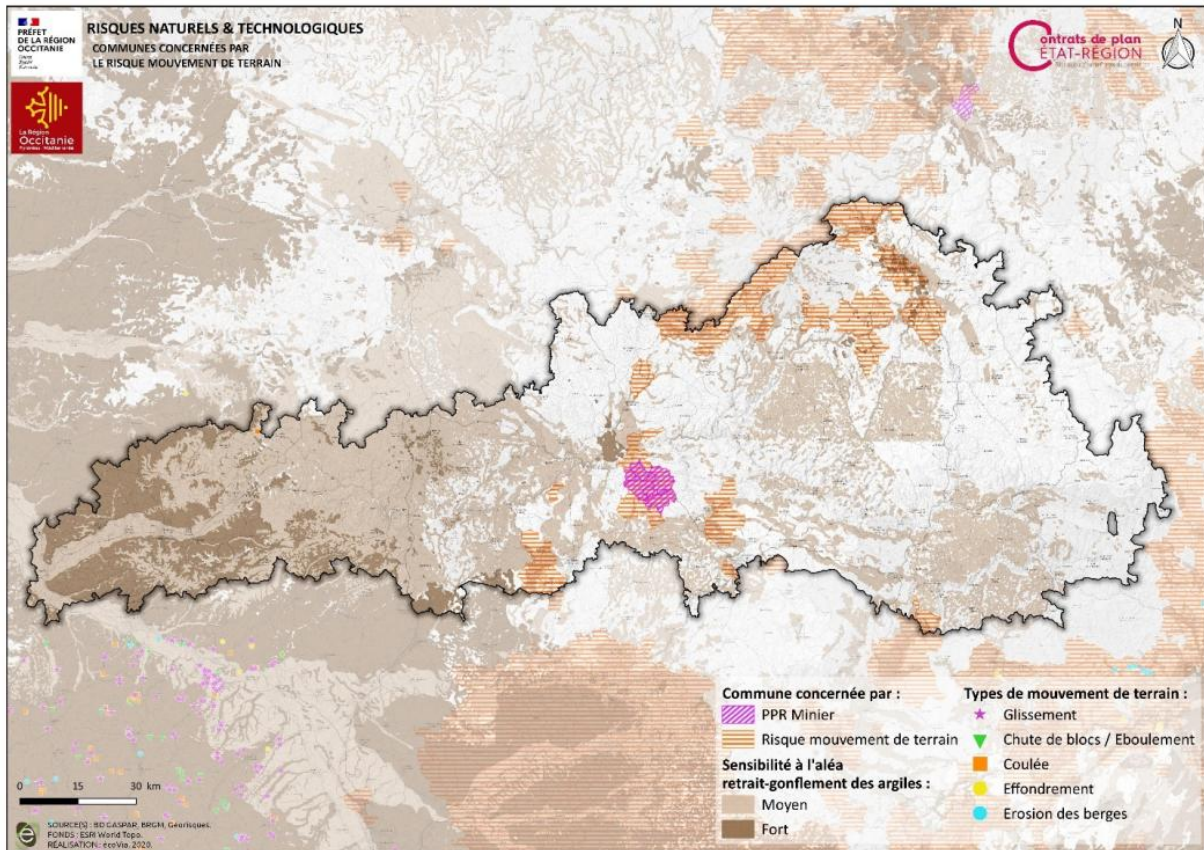 PRÉFET
DE LA RÉGION
OCCITANIE
RISQUES NATURELS & TECHNOLOGIQUES
COMMUNES CONCERNÉES PAR
LE RISQUE MOUVEMENT DE TERRAIN
Contrats de plan
ÉTAT-RÉGION
N
La Région
Occitanie
Pyrénées - Méditerranée
Commune concernée par :
PPR Minier
Risque mouvement de terrain
Sensibilité à l'aléa
retrait-gonflement des argiles :
Moyen
Fort
Types de mouvement de terrain :
Glissement
Chute de blocs / Eboulement
Coulée
Effondrement
Erosion des berges
0 15 30 km
SOURCE(S) : BD GASPAR, BRGM, Géorisques.
FONDS : ESRI World Topo.
RÉALISATION : écoVia, 2020.